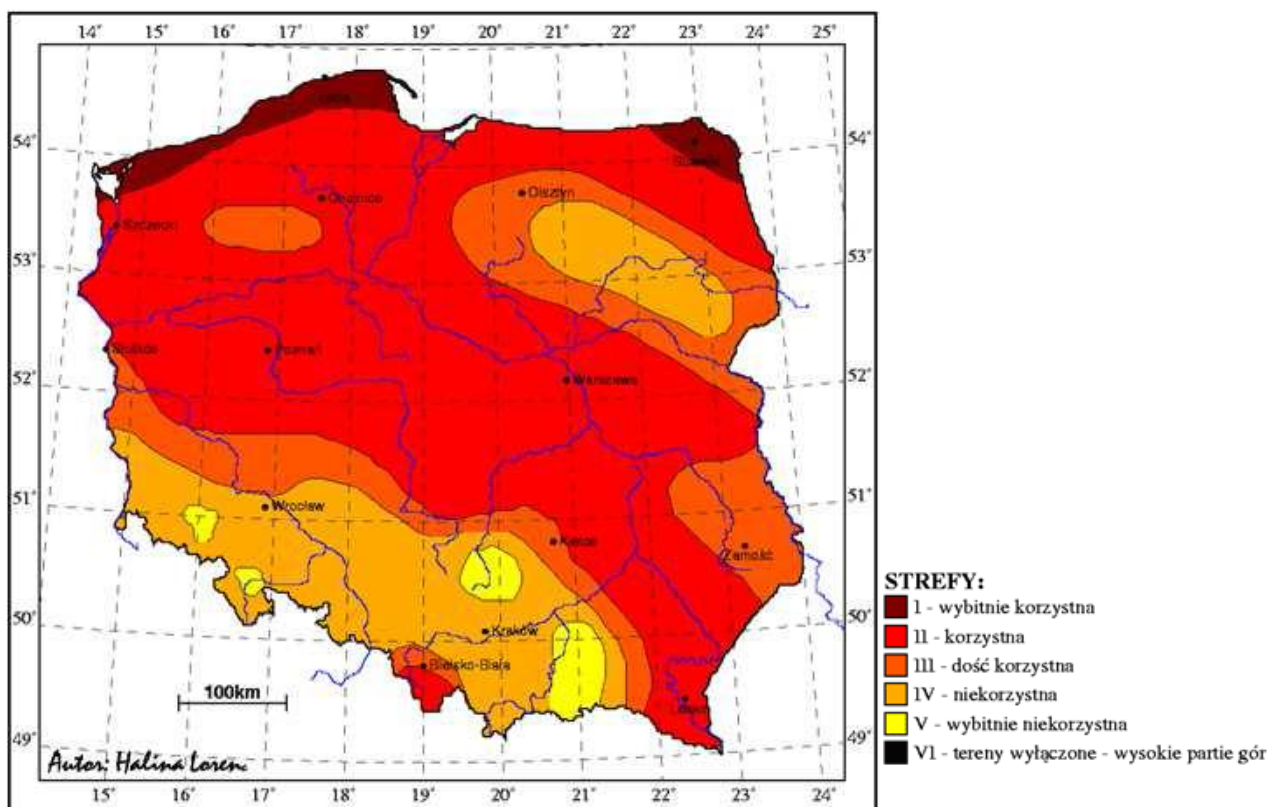 14° 15° 16° 17° 18° 19° 20° 21° 22° 23° 24° 25°
54° 54°
Olsztyn
53° 53°
Poznań
52° 52°
Warszawa
51° 51°
Wrocław
Kielce
Zamość
50° 50°
Kraków
Bielsko-Biała
100km
49° 49°
Autor: Halina Lorenc
15° 16° 17° 18° 19° 20° 21° 22° 23° 24°
STREFY:
I - wybitnie korzystna
II - korzystna
III - dość korzystna
IV - niekorzystna
V - wybitnie niekorzystna
VI - tereny wyłączone - wysokie partie gór